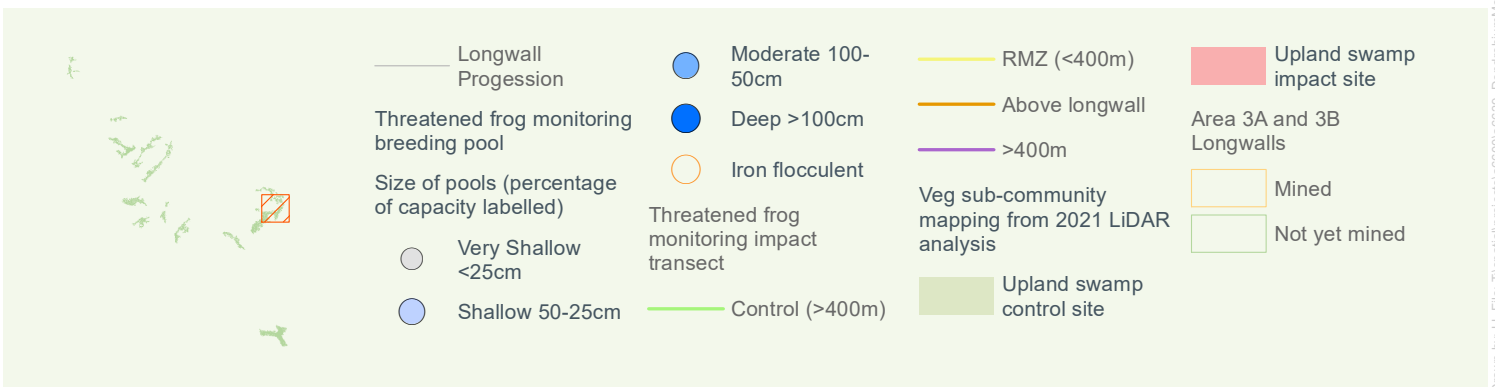 Longwall
Progession
Threatened frog monitoring
breeding pool
Size of pools (percentage
of capacity labelled)
Very Shallow
<25cm
Shallow 50-25cm
Moderate 100-
50cm
Deep >100cm
Iron flocculent
Threatened frog
monitoring impact
transect
Control (>400m)
RMZ (<400m)
Above longwall
>400m
Veg sub-community
mapping from 2021 LiDAR
analysis
Upland swamp
control site
Upland swamp
impact site
Area 3A and 3B
Longwalls
Mined
Not yet mined